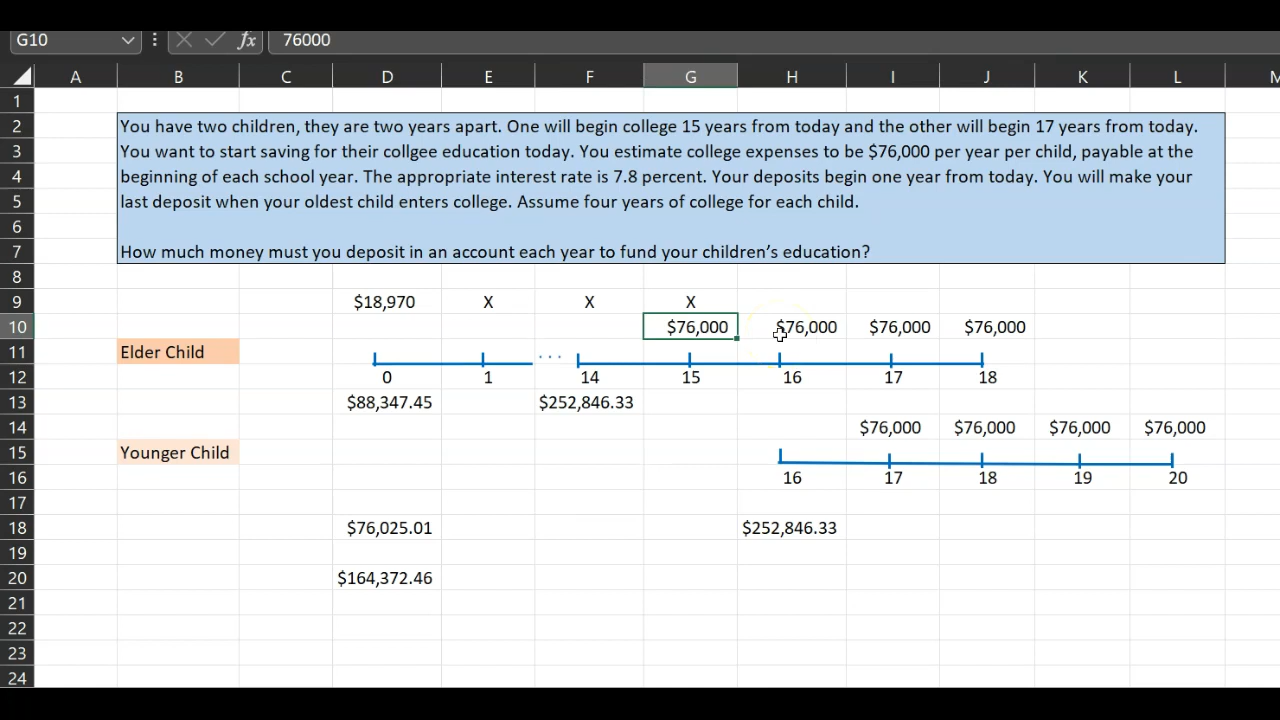 G10 fx 76000
A B C D E F G H I J K L M
1
2 You have two children, they are two years apart. One will begin college 15 years from today and the other will begin 17 years from today.
3 You want to start saving for their collgee education today. You estimate college expenses to be $76,000 per year per child, payable at the
4 beginning of each school year. The appropriate interest rate is 7.8 percent. Your deposits begin one year from today. You will make your
5 last deposit when your oldest child enters college. Assume four years of college for each child.
6
7 How much money must you deposit in an account each year to fund your children’s education?
8
9 $18,970 X X X
10 $76,000 $76,000 $76,000 $76,000
11 Elder Child ...
12 0 1 14 15 16 17 18
13 $88,347.45 $252,846.33
14 $76,000 $76,000 $76,000 $76,000
15 Younger Child
16 16 17 18 19 20
17
18 $76,025.01 $252,846.33
19
20 $164,372.46
21
22
23
24